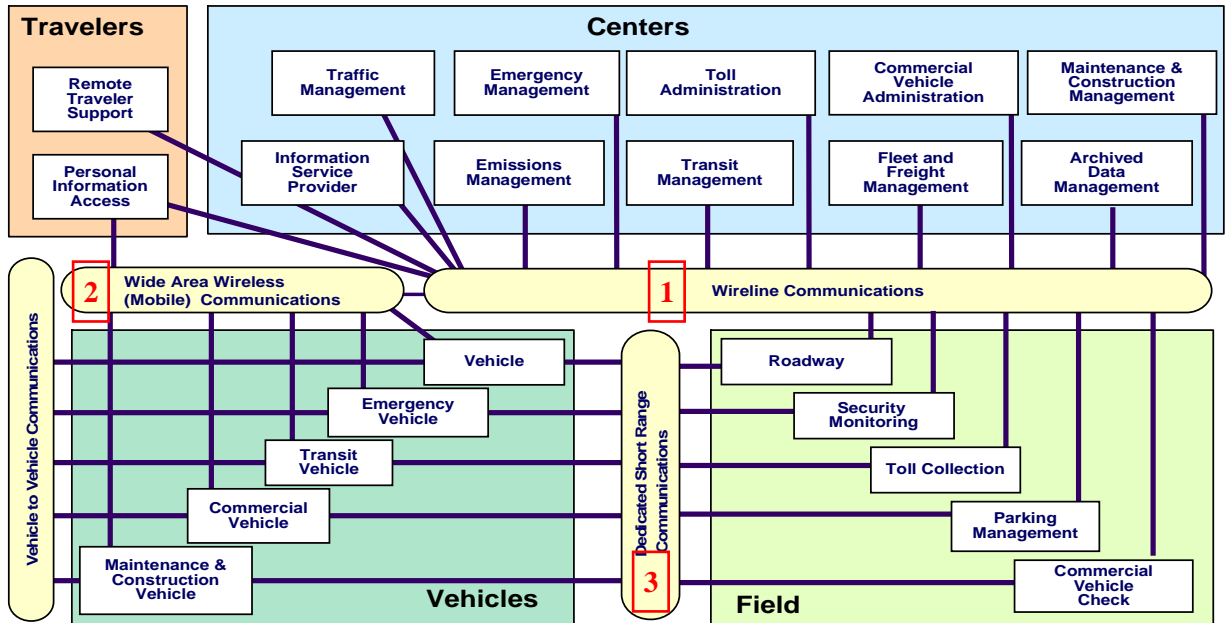 Travelers
Remote
Traveler
Support
Personal
Information
Access
Centers
Traffic
Management
Emergency
Management
Toll
Administration
Commercial
Vehicle
Administration
Maintenance &
Construction
Management
Information
Service
Provider
Emissions
Management
Transit
Management
Fleet and
Freight
Management
Archived
Data
Management
2
Wide Area Wireless
(Mobile) Communications
1
Wireline Communications
Vehicle to Vehicle Communications
Vehicle
Emergency
Vehicle
Transit
Vehicle
Commercial
Vehicle
Maintenance &
Construction
Vehicle
Vehicles
Dedicated Short Range
Communications
3
Roadway
Security
Monitoring
Toll Collection
Parking
Management
Commercial
Vehicle
Check
Field